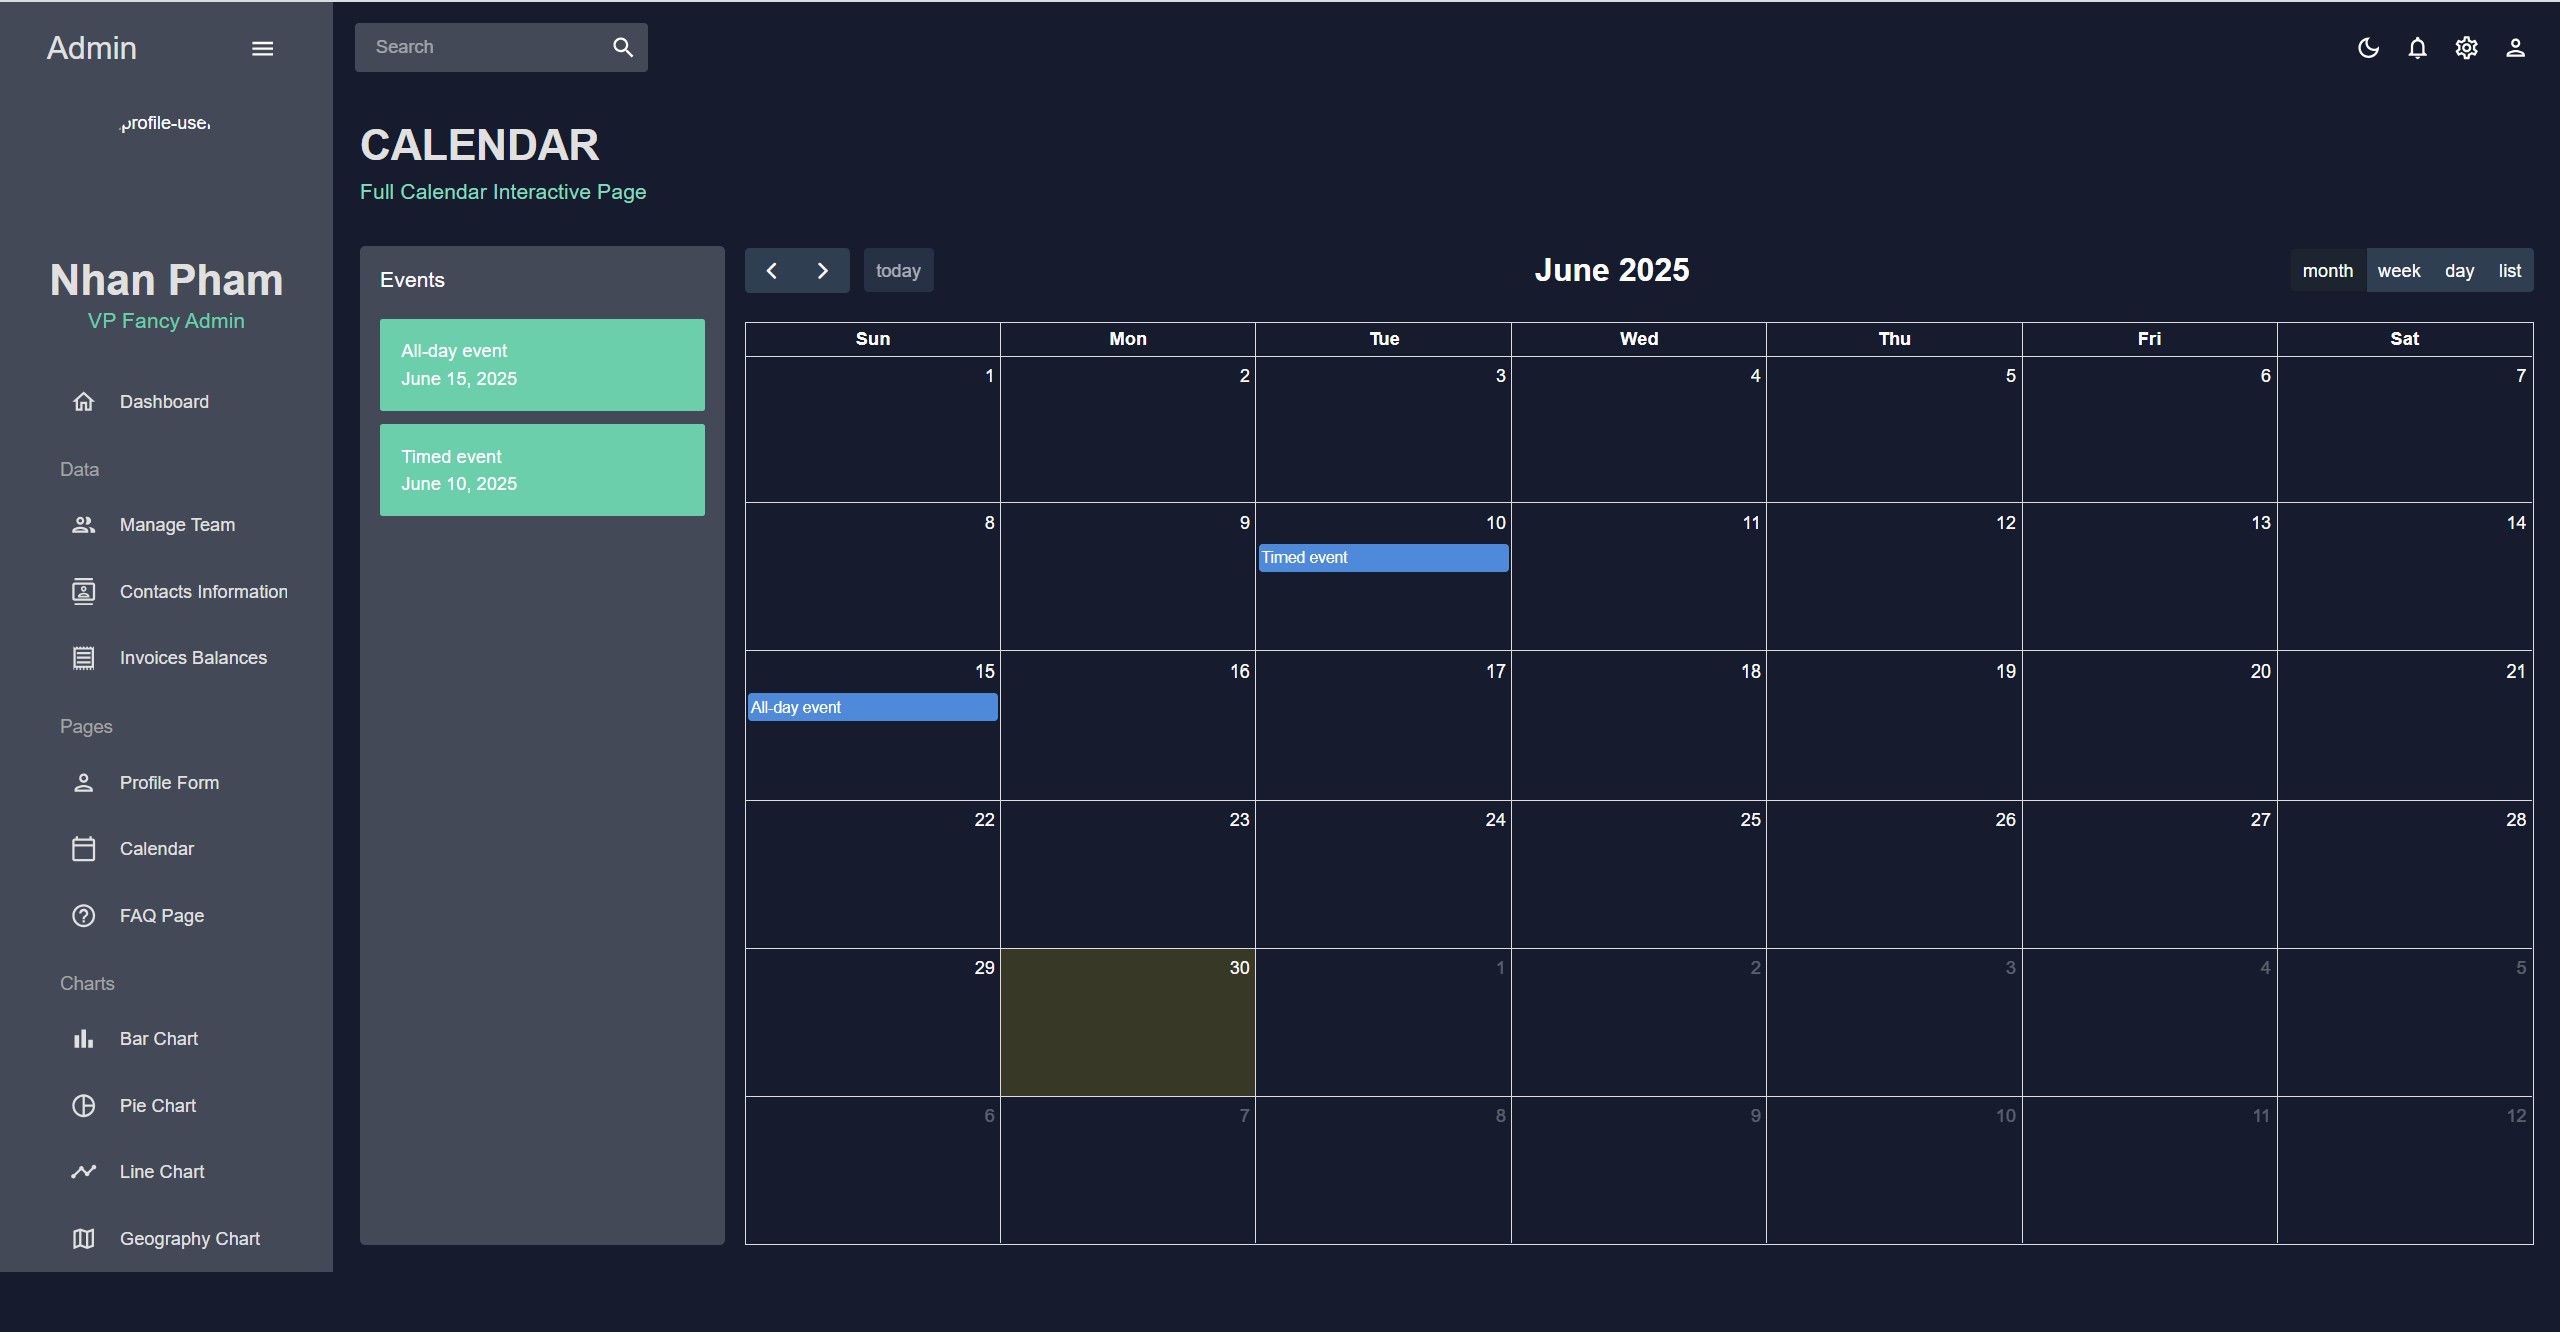 Admin
Search
profile-user
CALENDAR
Full Calendar Interactive Page
Nhan Pham
VP Fancy Admin
Dashboard
Data
Manage Team
Contacts Information
Invoices Balances
Pages
Profile Form
Calendar
FAQ Page
Charts
Bar Chart
Pie Chart
Line Chart
Geography Chart
Events
All-day event
June 15, 2025
Timed event
June 10, 2025
today
June 2025
month week day list
Sun Mon Tue Wed Thu Fri Sat
1 2 3 4 5 6 7
8 9 10 11 12 13 14
Timed event
15 16 17 18 19 20 21
All-day event
22 23 24 25 26 27 28
29 30 1 2 3 4 5
6 7 8 9 10 11 12